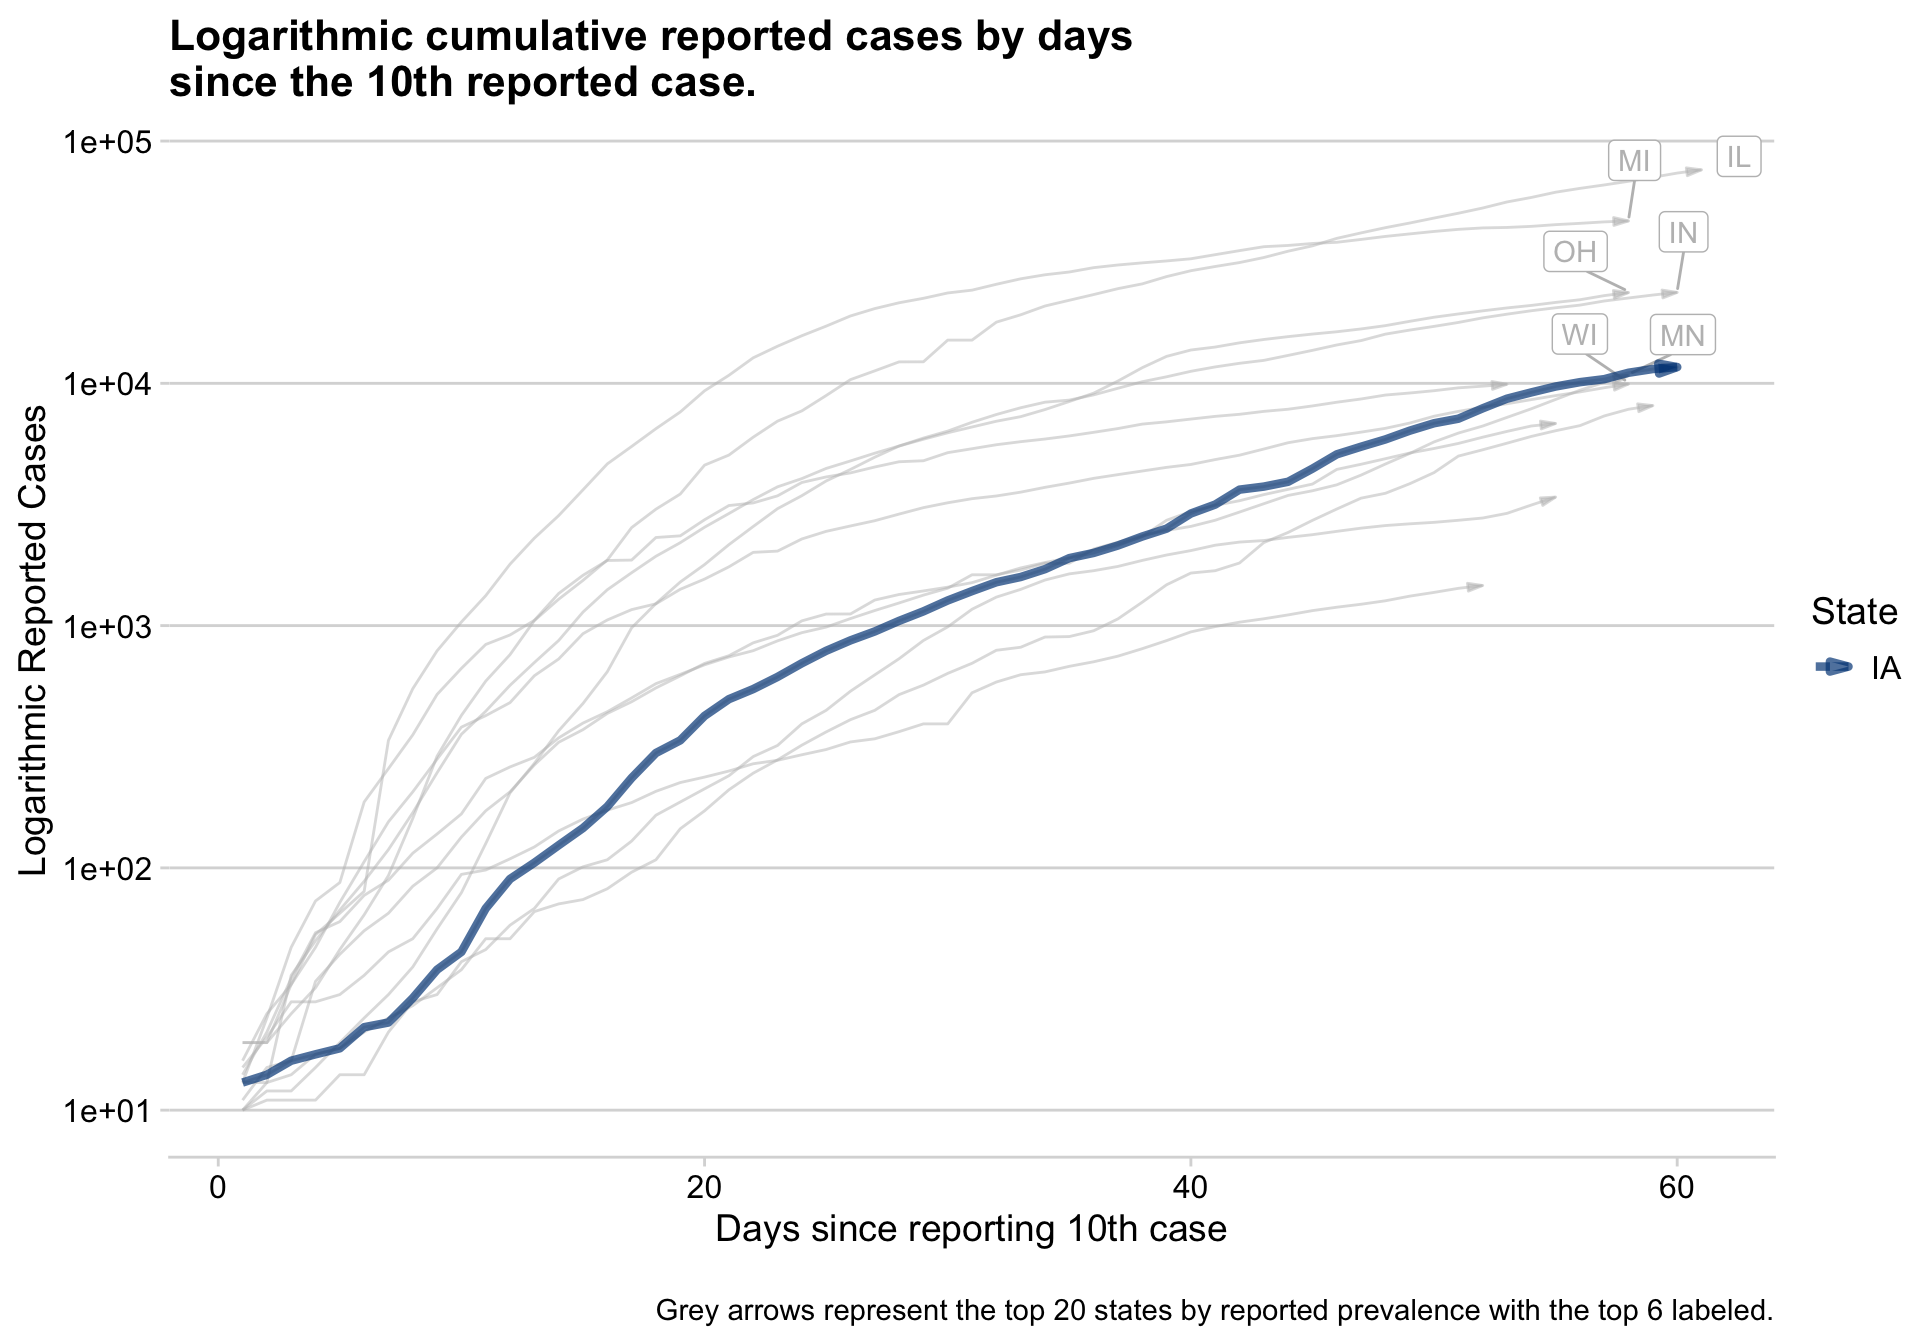 Logarithmic cumulative reported cases by days
since the 10th reported case.
1e+05
1e+04
1e+03
1e+02
1e+01
Logarithmic Reported Cases
MI
IL
IN
OH
WI
MN
State
IA
0
20
40
60
Days since reporting 10th case
Grey arrows represent the top 20 states by reported prevalence with the top 6 labeled.